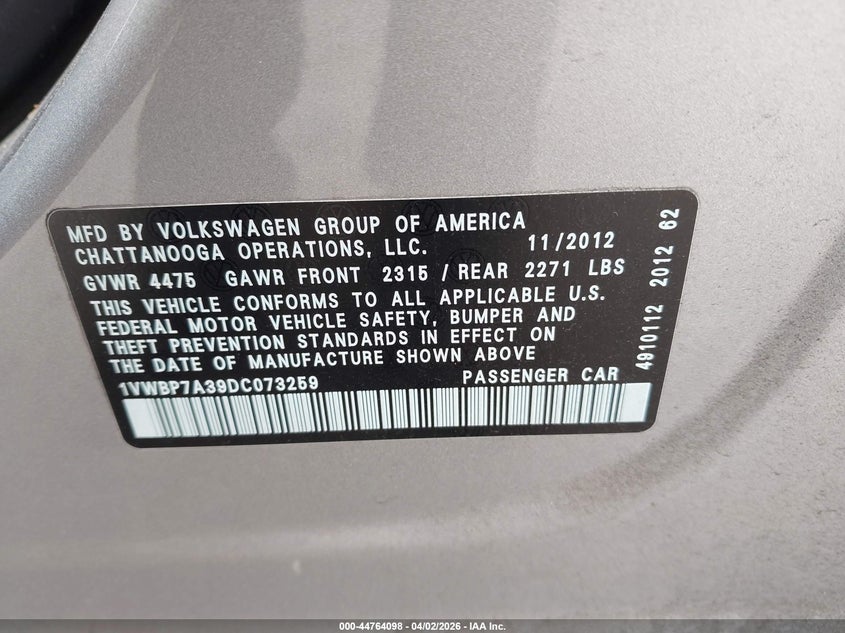 MFD BY VOLKSWAGEN GROUP OF AMERICA
CHATTANOOGA OPERATIONS, LLC. 11/2012
GVWR 4475 GAWR FRONT 2315 / REAR 2271 LBS
THIS VEHICLE CONFORMS TO ALL APPLICABLE U.S.
FEDERAL MOTOR VEHICLE SAFETY, BUMPER AND
THEFT PREVENTION STANDARDS IN EFFECT ON
THE DATE OF MANUFACTURE SHOWN ABOVE
1VWBP7A39DC073259 PASSENGER CAR
4910112 2012 62
000-44764098 - 04/02/2026 - IAA Inc.